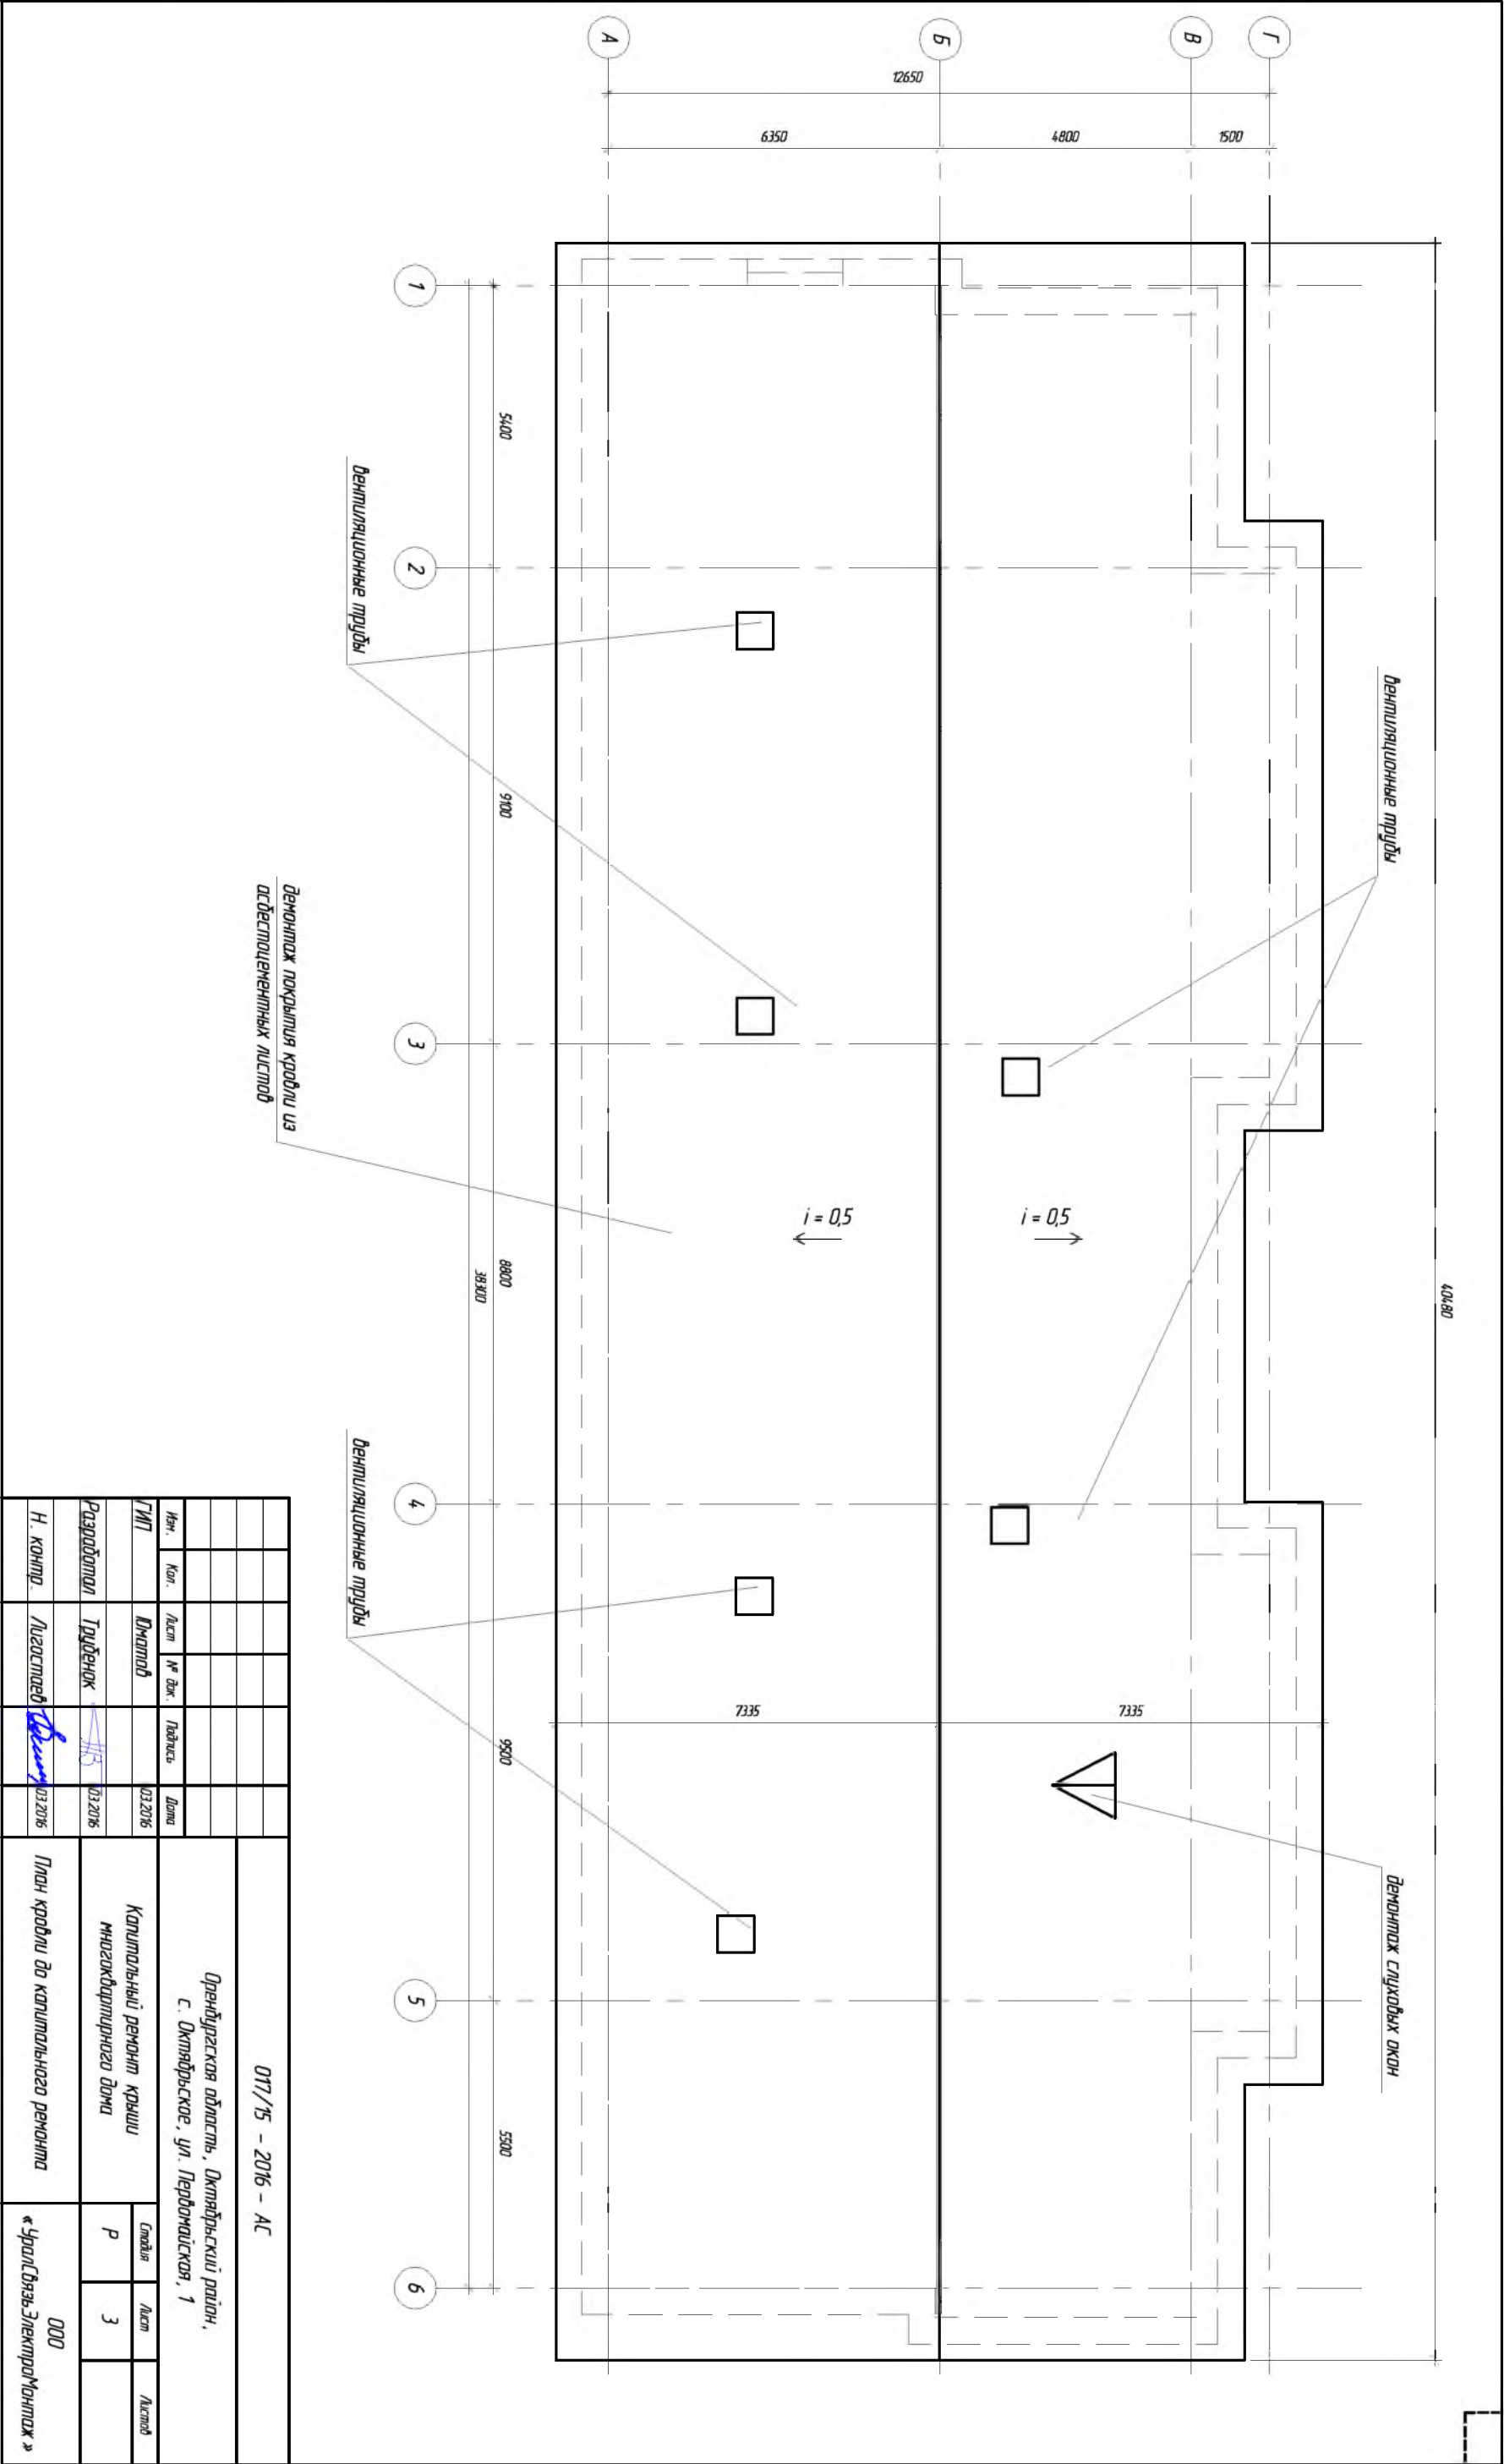 40480
вентиляционные трубы
демонтаж слуховых окон
Г
В
Б
А
12650
1500
4800
6350
i = 0,5
i = 0,5
7335
7335
5400
9100
8800
9500
5500
38300
1
2
3
4
5
6
вентиляционные трубы
вентиляционные трубы
демонтаж покрытия кровли из
асбестоцементных листов
017/15 - 2016 - АС
Оренбургская область, Октябрьский район,
с. Октябрьское, ул. Первомайская, 1
Изм. Кол. Лист № док. Подпись Дата
ГИП Юматов 03.2016
Разработал Трубенок 03.2016
Н. контр. Лигостаев 03.2016
Капитальный ремонт крыши
многоквартирного дома
Стадия Лист Листов
Р 3
План кровли до капитального ремонта
ООО
«УралСвязьЭлектроМонтаж»